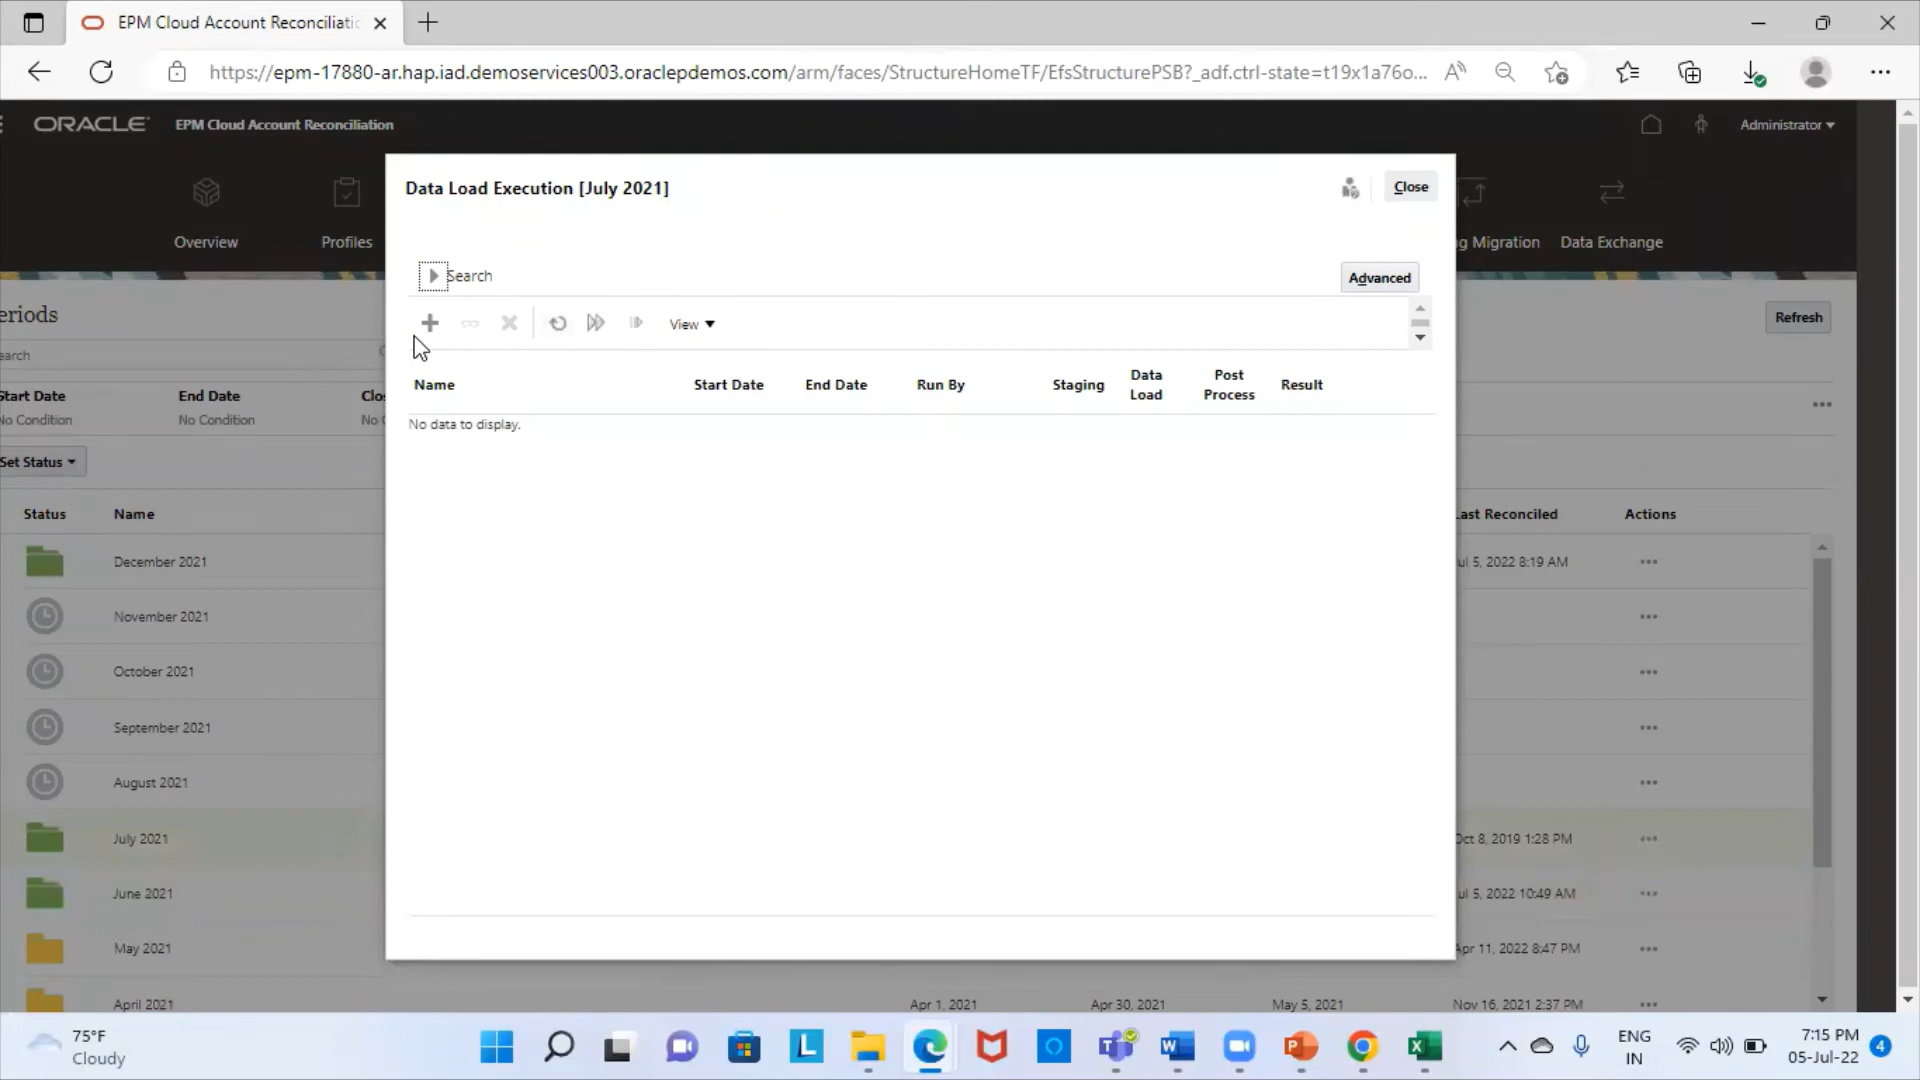 EPM Cloud Account Reconciliatio
https://epm-17880-ar.hap.iad.demoservices003.oraclepdemos.com/arm/faces/StructureHomeTF/EfsStructurePSB?_adf.ctrl-state=t19x1a76o...
ORACLE EPM Cloud Account Reconciliation
Administrator
Data Load Execution [July 2021]
Close
Overview
Profiles
g Migration
Data Exchange
Search
Advanced
eriods
Refresh
View
earch
Name Start Date End Date Run By Staging Data Load Post Process Result
No data to display.
Start Date End Date Clo
No Condition No Condition No C
Set Status
Status Name Last Reconciled Actions
December 2021 ul 5, 2022 8:19 AM
November 2021
October 2021
September 2021
August 2021
July 2021 Oct 8, 2019 1:28 PM
June 2021 ul 5, 2022 10:49 AM
May 2021 Apr 11, 2022 8:47 PM
April 2021 Apr 1, 2021 Apr 30, 2021 May 5, 2021 Nov 16, 2021 2:37 PM
75°F
Cloudy
ENG
IN
7:15 PM
05-Jul-22
4